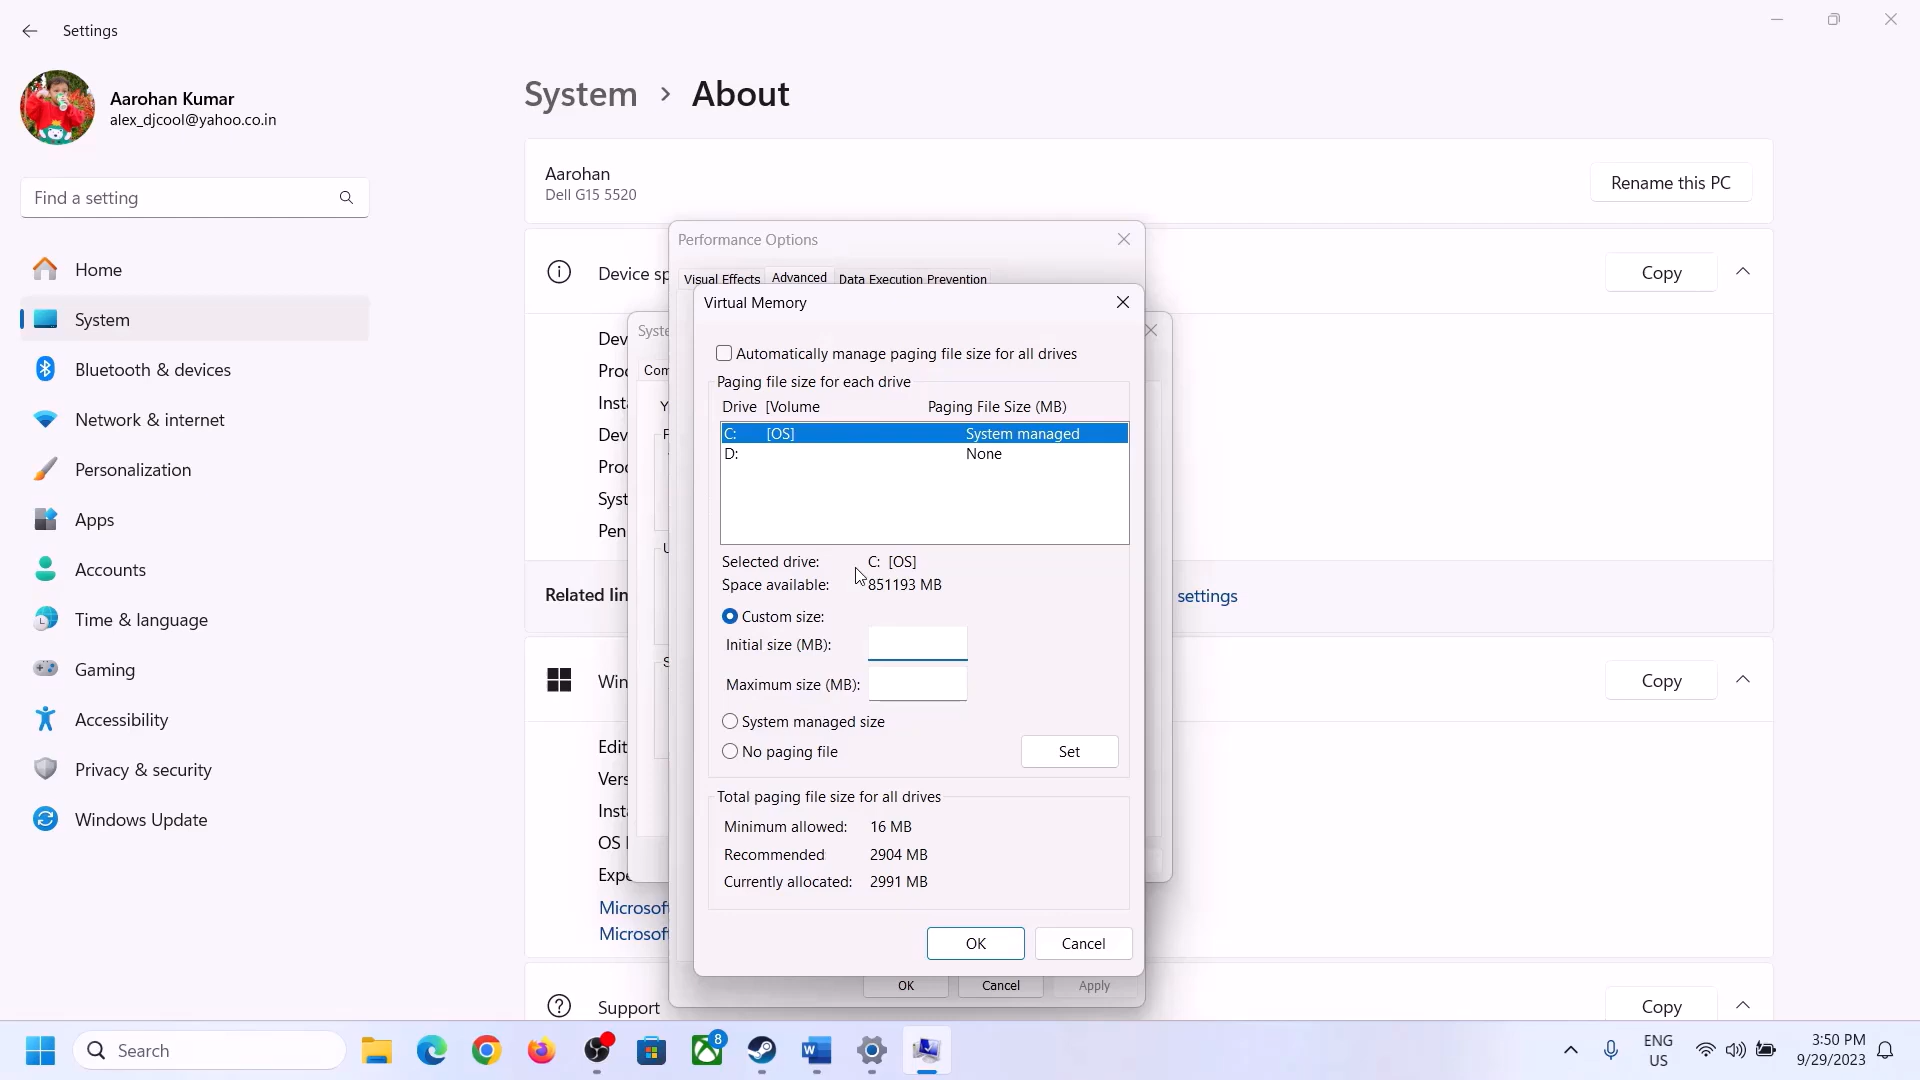 Settings
Aarohan Kumar
alex_djcool@yahoo.co.in
Find a setting
Home
System
Bluetooth & devices
Network & internet
Personalization
Apps
Accounts
Time & language
Gaming
Accessibility
Privacy & security
Windows Update
System > About
Aarohan
Dell G15 5520
Rename this PC
Device sp
Copy
Related lin
settings
Copy
Edit
Vers
Inst
OS
Expe
Microsof
Microsof
Support
Copy
Performance Options
Visual Effects Advanced Data Execution Prevention
Virtual Memory
Automatically manage paging file size for all drives
Paging file size for each drive
Drive [Volume Paging File Size (MB)
C: [OS] System managed
D: None
Selected drive: C: [OS]
Space available: 851193 MB
Custom size:
Initial size (MB):
Maximum size (MB):
System managed size
No paging file
Set
Total paging file size for all drives
Minimum allowed: 16 MB
Recommended 2904 MB
Currently allocated: 2991 MB
OK Cancel
OK Cancel Apply
Search
8
ENG
US
3:50 PM
9/29/2023